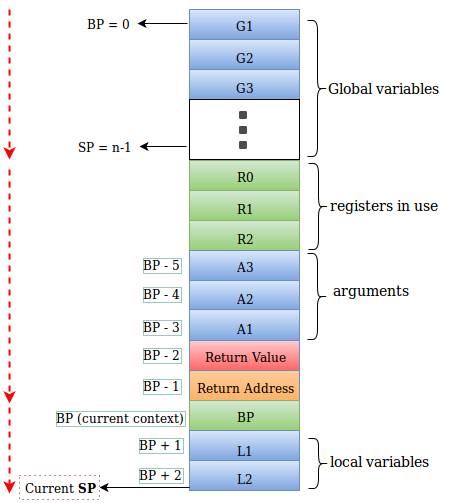 BP = 0
G1
G2
G3
Global variables
SP = n-1
R0
R1
R2
registers in use
BP - 5
A3
BP - 4
A2
arguments
BP - 3
A1
BP - 2
Return Value
BP - 1
Return Address
BP (current context)
BP
BP + 1
L1
local variables
BP + 2
L2
Current SP